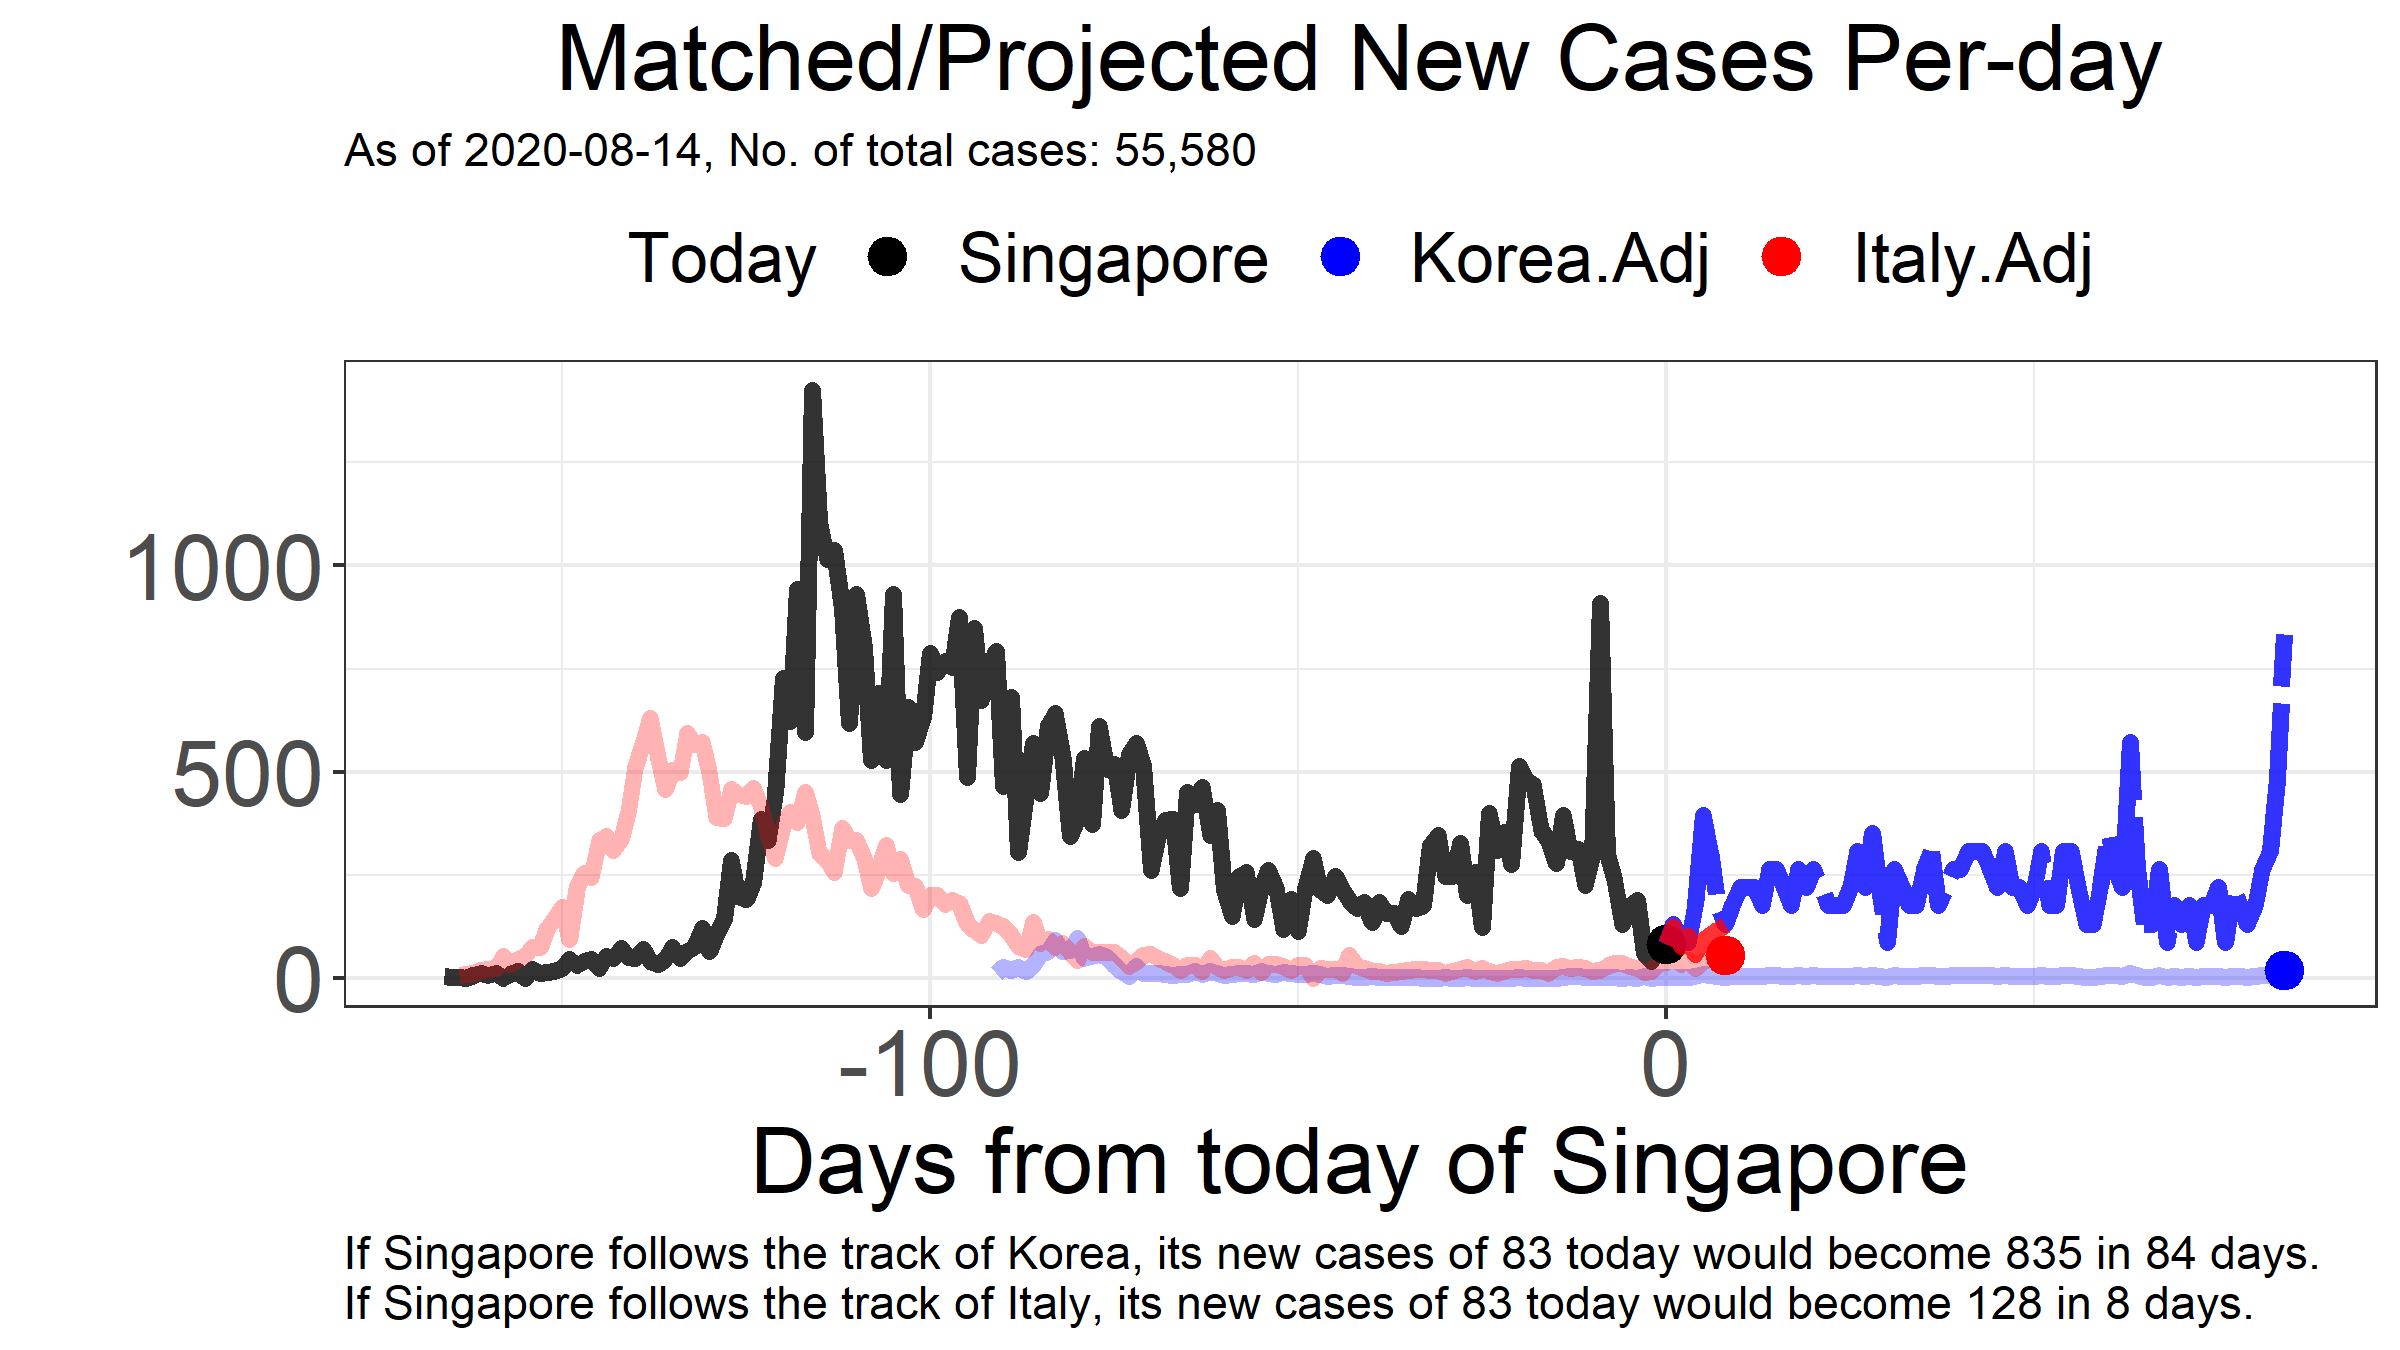 Matched/Projected New Cases Per-day
As of 2020-08-14, No. of total cases: 55,580
Today Singapore Korea.Adj Italy.Adj
1000
500
0
-100 0
Days from today of Singapore
If Singapore follows the track of Korea, its new cases of 83 today would become 835 in 84 days.
If Singapore follows the track of Italy, its new cases of 83 today would become 128 in 8 days.